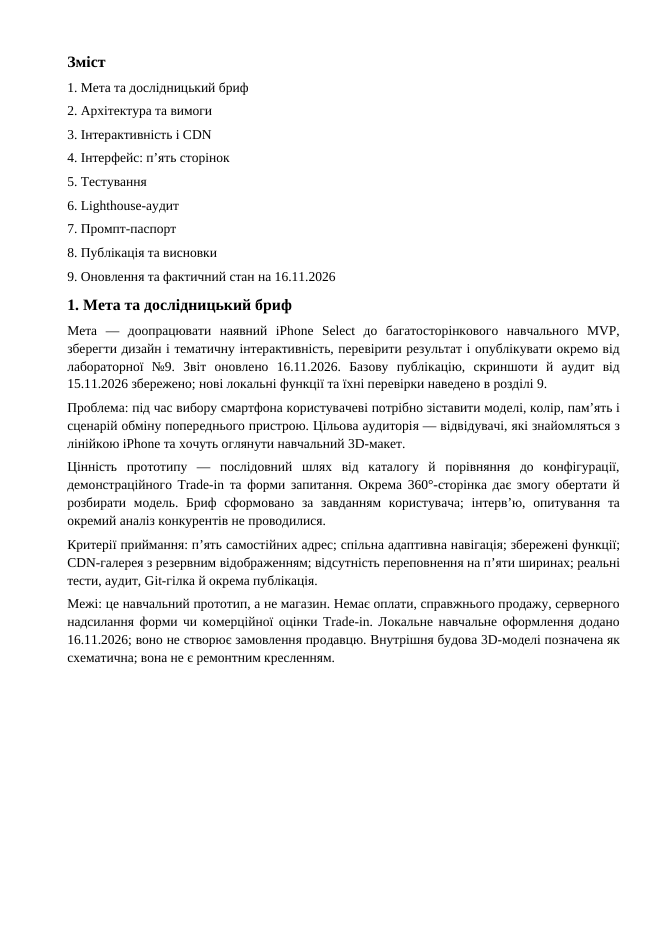 Зміст
1. Мета та дослідницький бриф
2. Архітектура та вимоги
3. Інтерактивність і CDN
4. Інтерфейс: п’ять сторінок
5. Тестування
6. Lighthouse-аудит
7. Промпт-паспорт
8. Публікація та висновки
9. Оновлення та фактичний стан на 16.11.2026
1. Мета та дослідницький бриф
Мета — доопрацювати наявний iPhone Select до багатосторінкового навчального MVP,
зберегти дизайн і тематичну інтерактивність, перевірити результат і опублікувати окремо від
лабораторної №9. Звіт оновлено 16.11.2026. Базову публікацію, скриншоти й аудит від
15.11.2026 збережено; нові локальні функції та їхні перевірки наведено в розділі 9.
Проблема: під час вибору смартфона користувачеві потрібно зіставити моделі, колір, пам’ять і
сценарій обміну попереднього пристрою. Цільова аудиторія — відвідувачі, які знайомляться з
лінійкою iPhone та хочуть оглянути навчальний 3D-макет.
Цінність прототипу — послідовний шлях від каталогу й порівняння до конфігурації,
демонстраційного Trade-in та форми запитання. Окрема 360°-сторінка дає змогу обертати й
розбирати модель. Бриф сформовано за завданням користувача; інтерв’ю, опитування та
окремий аналіз конкурентів не проводилися.
Критерії приймання: п’ять самостійних адрес; спільна адаптивна навігація; збережені функції;
CDN-галерея з резервним відображенням; відсутність переповнення на п’яти ширинах; реальні
тести, аудит, Git-гілка й окрема публікація.
Межі: це навчальний прототип, а не магазин. Немає оплати, справжнього продажу, серверного
надсилання форми чи комерційної оцінки Trade-in. Локальне навчальне оформлення додано
16.11.2026; воно не створює замовлення продавцю. Внутрішня будова 3D-моделі позначена як
схематична; вона не є ремонтним кресленням.